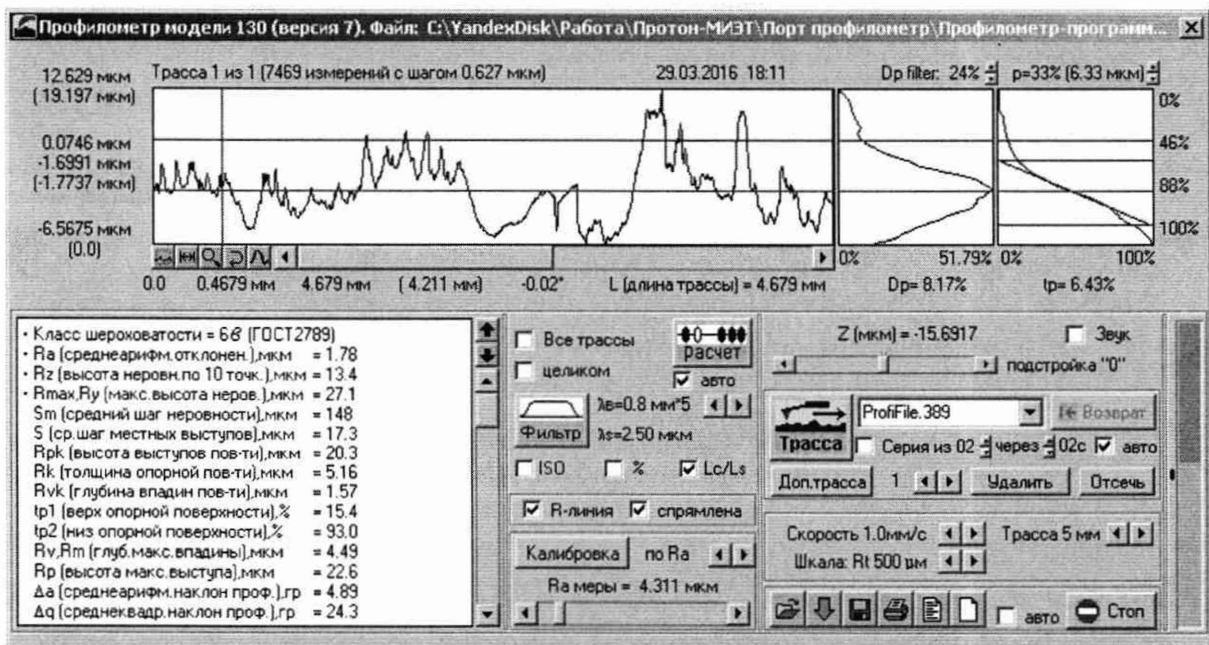 Профилометр модели 130 (версия 7). Файл: C:\YandexDisk\Работа\Протон-МИЭТ\Порт профилометр\Профилометр-программ...
12.629 мкм
(19.197 мкм)
0.0746 мкм
-1.6991 мкм
(-1.7737 мкм)
-6.5675 мкм
(0.0)
Трасса 1 из 1 (7469 измерений с шагом 0.627 мкм)
29.03.2016 18:11
Dp filter: 24%
p=33% (6.33 мкм)
0%
46%
88%
100%
0% 51.79%
0% 100%
0.0 0.4679 мм 4.679 мм (4.211 мм) -0.02° L (длина трассы) = 4.679 мм
Dp= 8.17%
tp= 6.43%
• Класс шероховатости = 6б (ГОСТ2789)
• Ra (среднеарифм.отклонен.),мкм = 1.78
• Rz (высота неровн.по 10 точк.),мкм = 13.4
• Rmax,Ry (макс.высота неров.),мкм = 27.1
Sm (средний шаг неровности),мкм = 148
S (ср.шаг местных выступов),мкм = 17.3
Rpk (высота выступов пов-ти),мкм = 20.3
Rk (толщина опорной пов-ти),мкм = 5.16
Rvk (глубина впадин пов-ти),мкм = 1.57
tp1 (верх опорной поверхности),% = 15.4
tp2 (низ опорной поверхности),% = 93.0
Rv,Rm (глуб.макс.впадины),мкм = 4.49
Rp (высота макс.выступа),мкм = 22.6
Δa (среднеарифм.наклон проф.),гр = 4.89
Δq (среднеквадр.наклон проф.),гр = 24.3
Все трассы
целиком
расчет
авто
Фильтр
λв=0.8 мм*5
λs=2.50 мкм
ISO
%
Lc/Ls
R-линия
спрямлена
Калибровка
по Ra
Ra меры = 4.311 мкм
Z (мкм) = -15.6917
Звук
подстройка "0"
Трасса
ProfiFile.389
Возврат
Серия из 02 через 02с авто
Доп.трасса 1 Удалить Отсечь
Скорость 1.0мм/с Трасса 5 мм
Шкала: Rt 500 μм
авто
Стоп